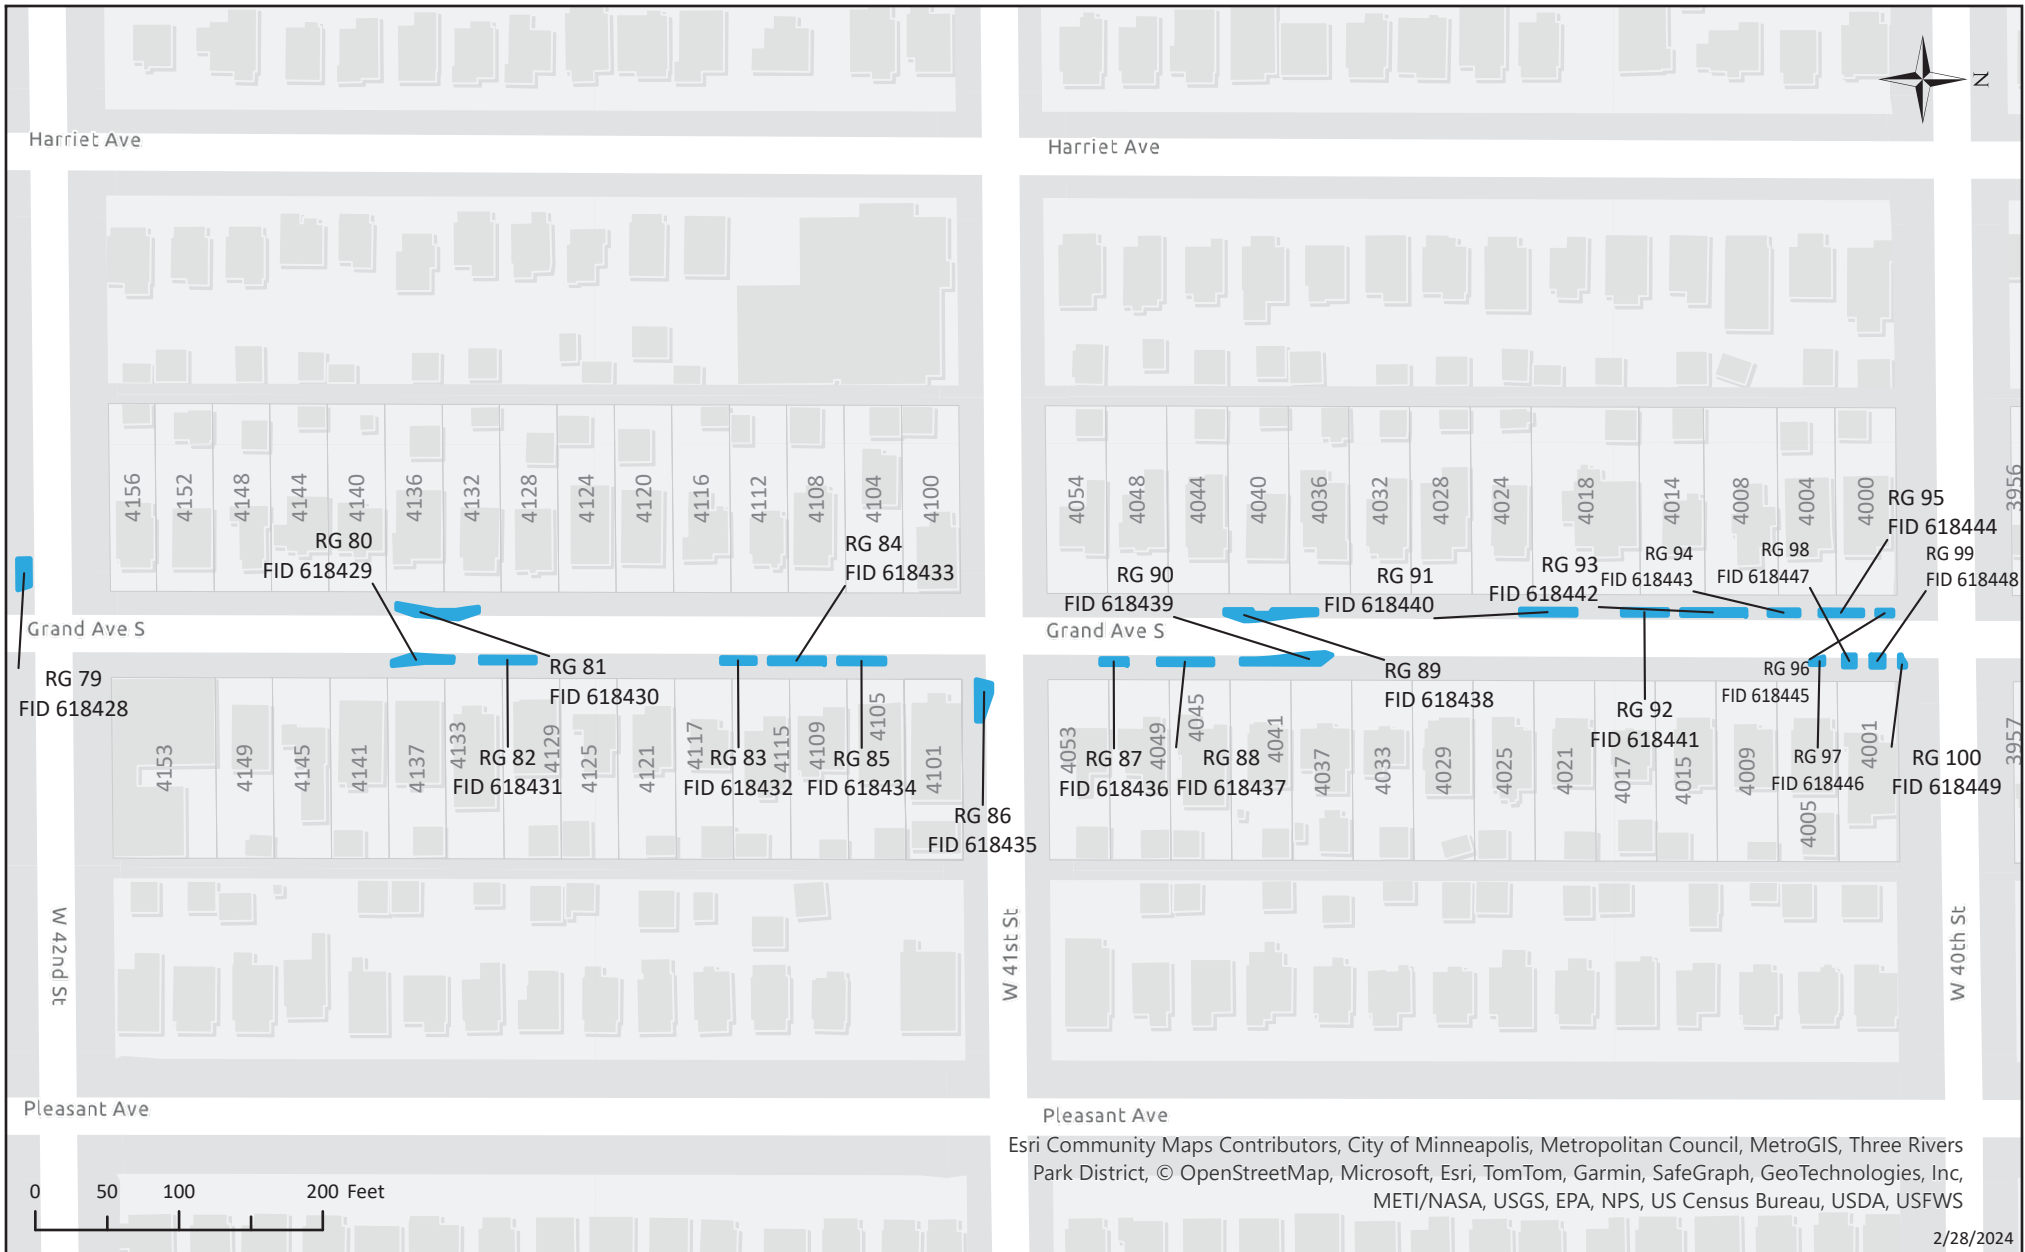 N
Harriet Ave
Harriet Ave
4156
4152
4148
4144
4140
4136
4132
4128
4124
4120
4116
4112
4108
4104
4100
4054
4048
4044
4040
4036
4032
4028
4024
4018
4014
4008
4004
4000
3956
RG 80
FID 618429
RG 84
FID 618433
RG 90
FID 618439
RG 91
FID 618440
RG 93
FID 618442
RG 94
FID 618443
RG 98
FID 618447
RG 95
FID 618444
RG 99
FID 618448
Grand Ave S
Grand Ave S
RG 79
FID 618428
RG 81
FID 618430
RG 89
FID 618438
RG 92
FID 618441
RG 96
FID 618445
4153
4149
4145
4141
4137
4133
4129
4125
4121
4117
4115
4109
4105
4101
4053
4049
4045
4041
4037
4033
4029
4025
4021
4017
4015
4009
4005
4001
3957
RG 82
FID 618431
RG 83
FID 618432
RG 85
FID 618434
RG 86
FID 618435
RG 87
FID 618436
RG 88
FID 618437
RG 97
FID 618446
RG 100
FID 618449
W 42nd St
W 41st St
W 40th St
Pleasant Ave
Pleasant Ave
Esri Community Maps Contributors, City of Minneapolis, Metropolitan Council, MetroGIS, Three Rivers
Park District, © OpenStreetMap, Microsoft, Esri, TomTom, Garmin, SafeGraph, GeoTechnologies, Inc,
METI/NASA, USGS, EPA, NPS, US Census Bureau, USDA, USFWS
0 50 100 200 Feet
2/28/2024